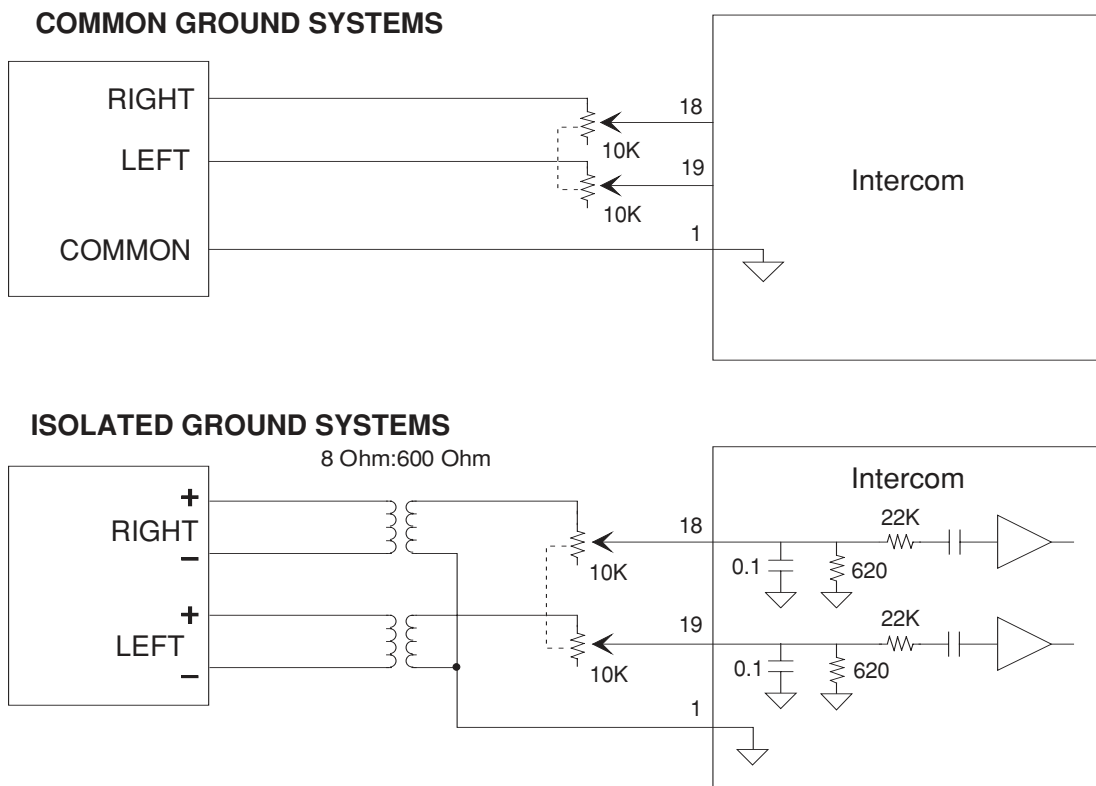 COMMON GROUND SYSTEMS
RIGHT
LEFT
COMMON
10K
10K
18
19
1
Intercom
ISOLATED GROUND SYSTEMS
8 Ohm:600 Ohm
+
RIGHT
–
+
LEFT
–
10K
10K
18
19
1
Intercom
22K
0.1
620
22K
0.1
620